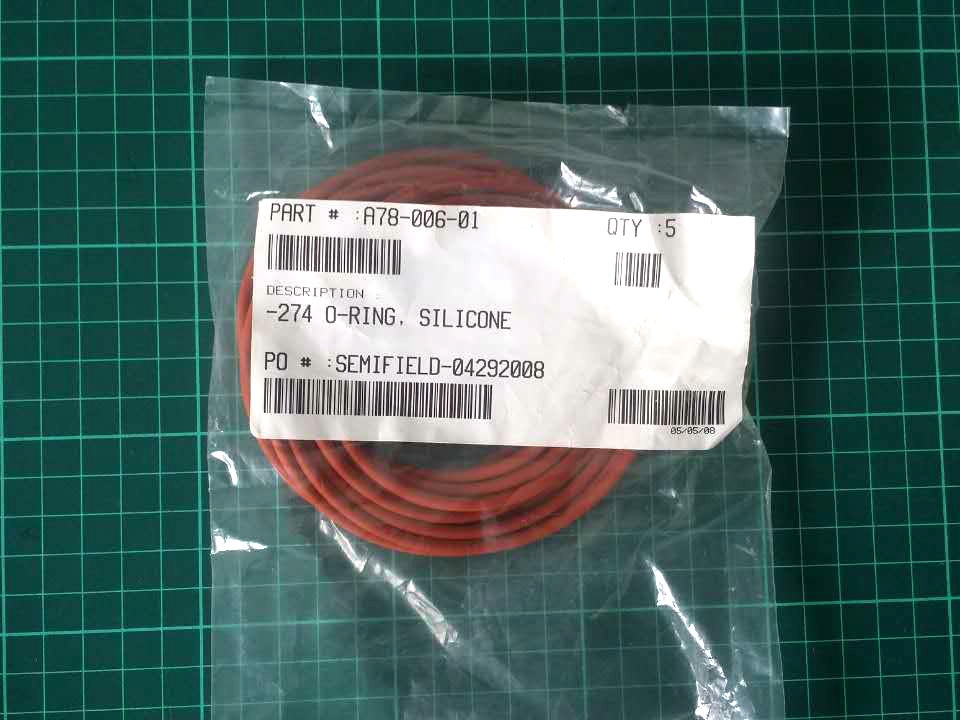 PART # :A78-006-01
QTY :5
DESCRIPTION :
-274 O-RING, SILICONE
PO # :SEMIFIELD-04292008
05/05/08